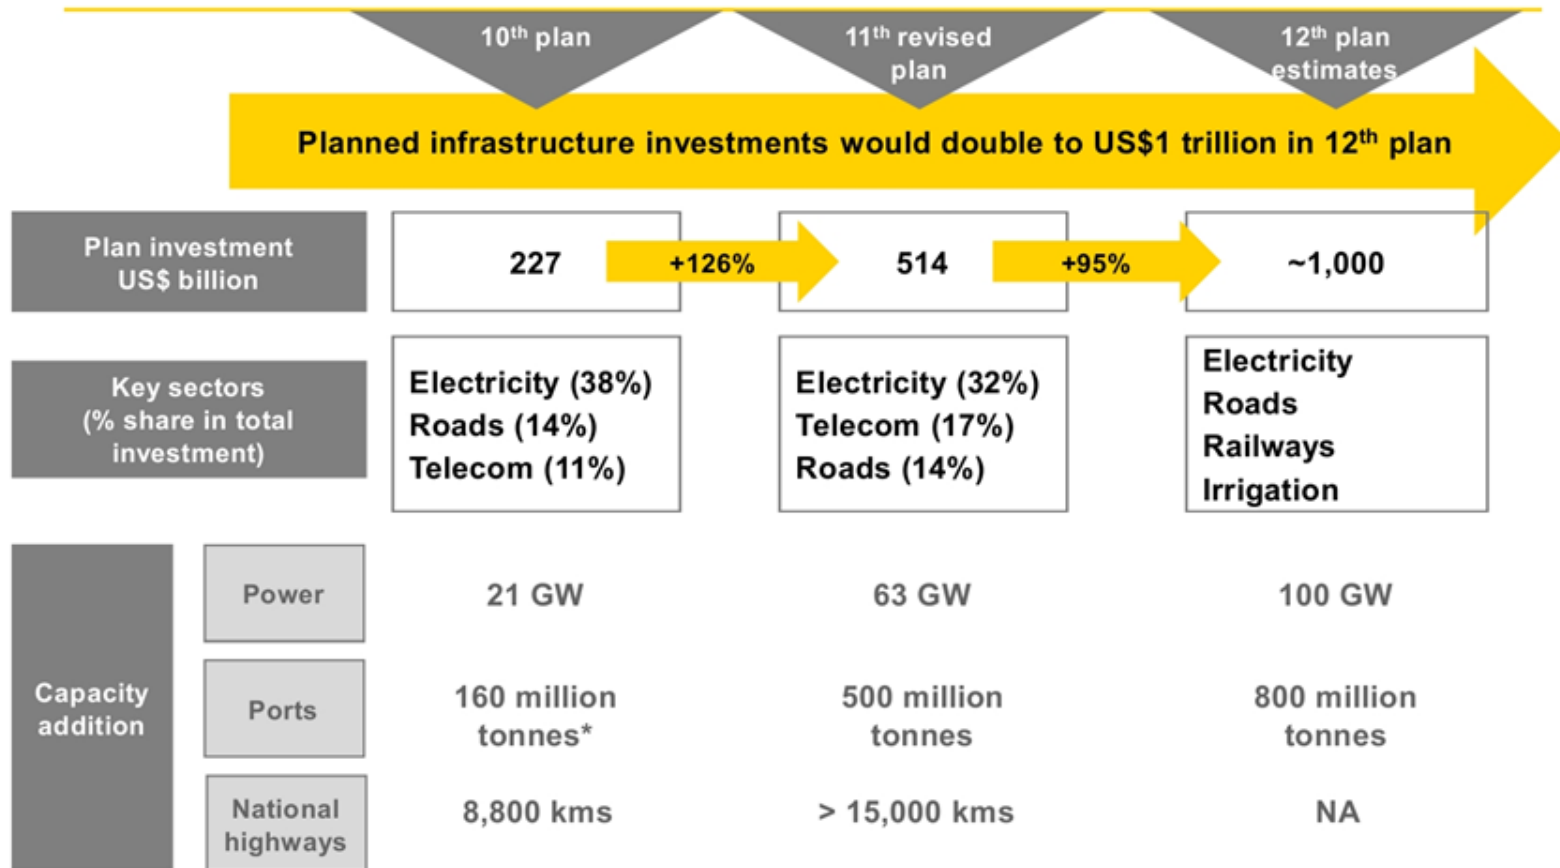 10th plan
11th revised
plan
12th plan
estimates
Planned infrastructure investments would double to US$1 trillion in 12th plan
Plan investment
US$ billion
227
+126%
514
+95%
~1,000
Key sectors
(% share in total
investment)
Electricity (38%)
Roads (14%)
Telecom (11%)
Electricity (32%)
Telecom (17%)
Roads (14%)
Electricity
Roads
Railways
Irrigation
Capacity
addition
Power
21 GW
63 GW
100 GW
Ports
160 million
tonnes*
500 million
tonnes
800 million
tonnes
National
highways
8,800 kms
> 15,000 kms
NA